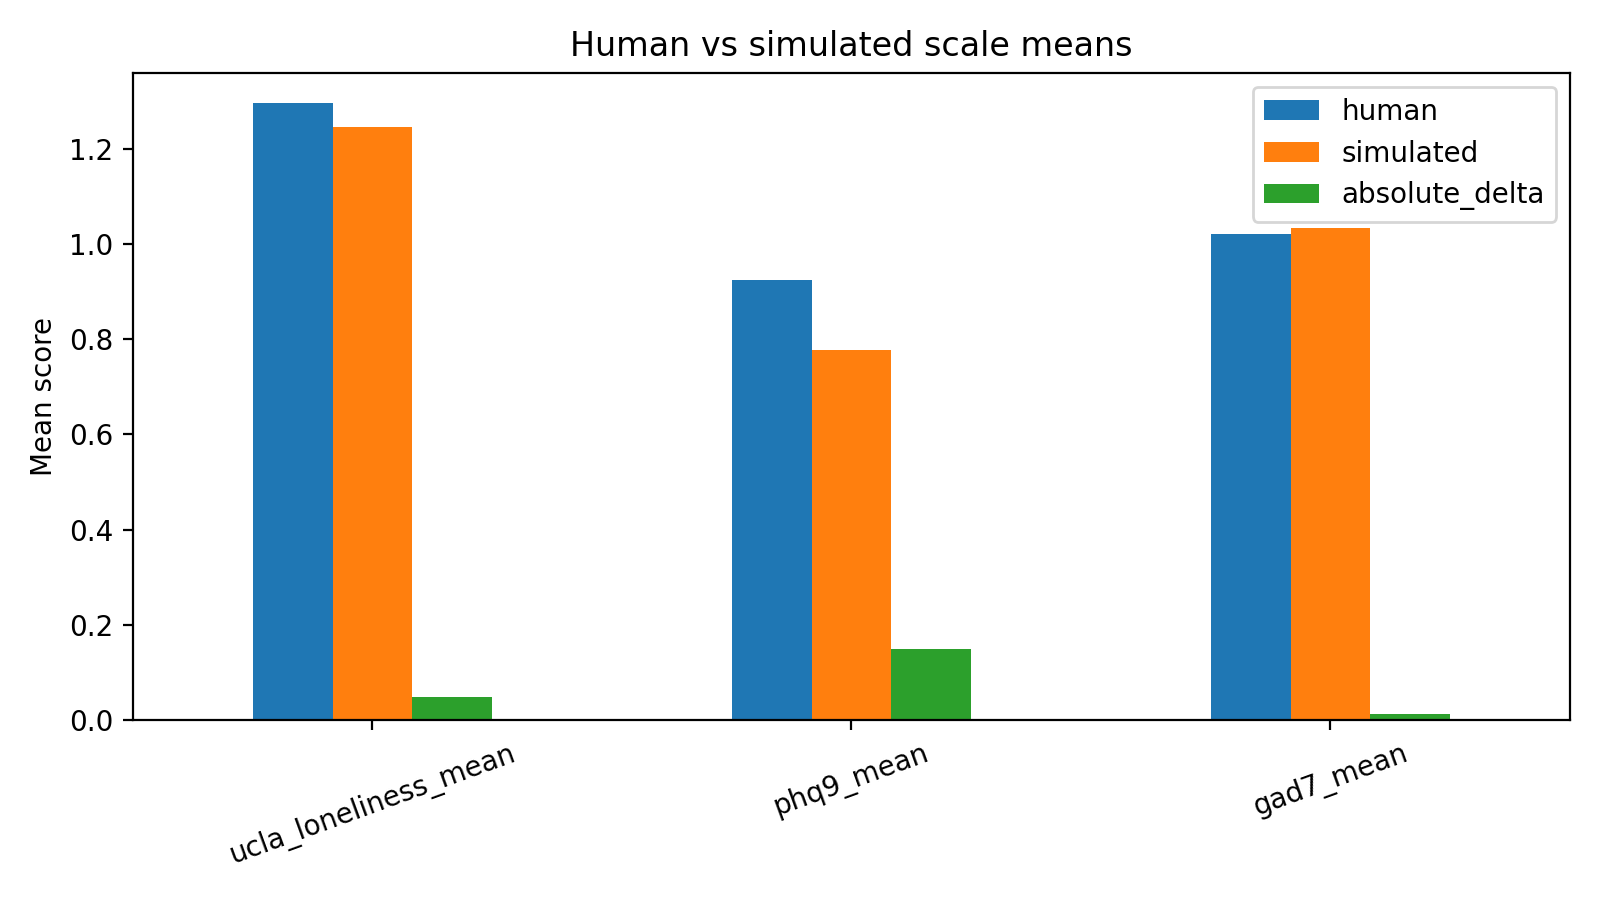 Human vs simulated scale means
human
simulated
absolute_delta
Mean score
1.2
1.0
0.8
0.6
0.4
0.2
0.0
ucla_loneliness_mean
phq9_mean
gad7_mean